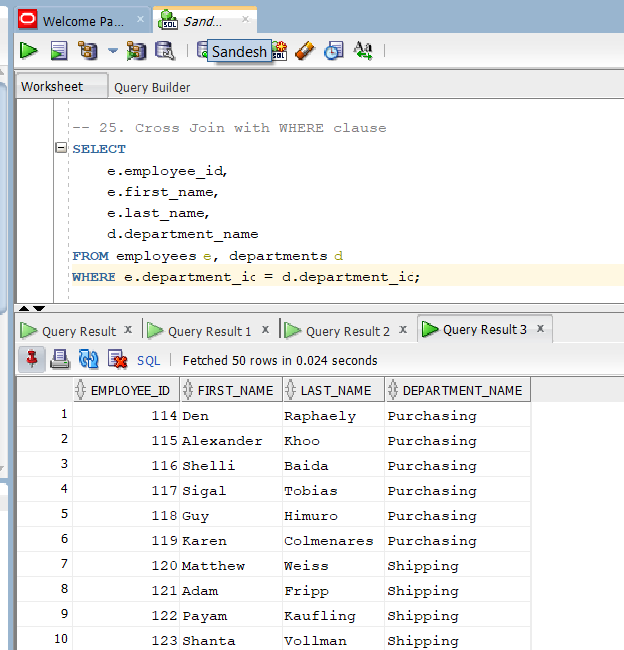 Welcome Pa...
Sand...
Sandesh
SQL
Worksheet
Query Builder
-- 25. Cross Join with WHERE clause
SELECT
e.employee_id,
e.first_name,
e.last_name,
d.department_name
FROM employees e, departments d
WHERE e.department_id = d.department_id;
Query Result x
Query Result 1 x
Query Result 2 x
Query Result 3 x
SQL | Fetched 50 rows in 0.024 seconds
EMPLOYEE_ID FIRST_NAME LAST_NAME DEPARTMENT_NAME
1 114 Den Raphaely Purchasing
2 115 Alexander Khoo Purchasing
3 116 Shelli Baida Purchasing
4 117 Sigal Tobias Purchasing
5 118 Guy Himuro Purchasing
6 119 Karen Colmenares Purchasing
7 120 Matthew Weiss Shipping
8 121 Adam Fripp Shipping
9 122 Payam Kaufling Shipping
10 123 Shanta Vollman Shipping